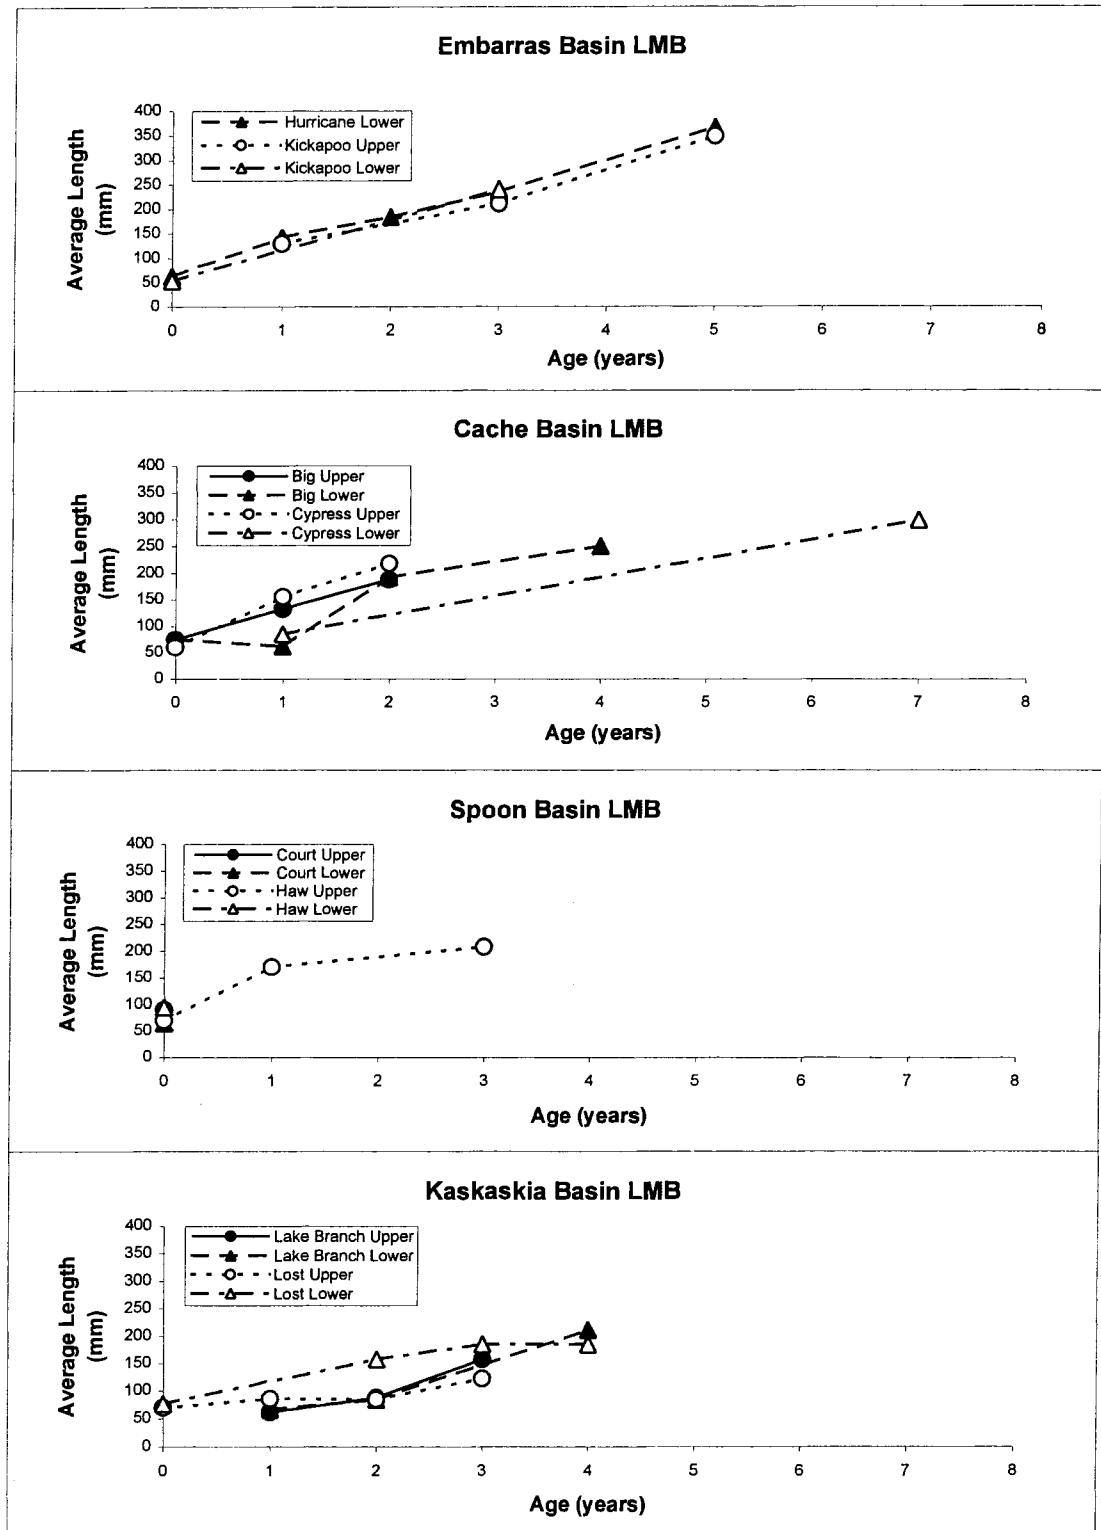 Embarras Basin LMB
Average Length
(mm)
400
350
300
250
200
150
100
50
0
Hurricane Lower
Kickapoo Upper
Kickapoo Lower
0 1 2 3 4 5 6 7 8
Age (years)
Cache Basin LMB
Average Length
(mm)
400
350
300
250
200
150
100
50
0
Big Upper
Big Lower
Cypress Upper
Cypress Lower
0 1 2 3 4 5 6 7 8
Age (years)
Spoon Basin LMB
Average Length
(mm)
400
350
300
250
200
150
100
50
0
Court Upper
Court Lower
Haw Upper
Haw Lower
0 1 2 3 4 5 6 7 8
Age (years)
Kaskaskia Basin LMB
Average Length
(mm)
400
350
300
250
200
150
100
50
0
Lake Branch Upper
Lake Branch Lower
Lost Upper
Lost Lower
0 1 2 3 4 5 6 7 8
Age (years)